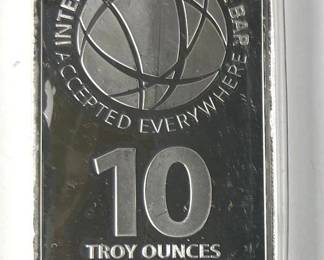 INTE
BAR
ACCEPTED EVERYWHERE
10
TROY OUNCES